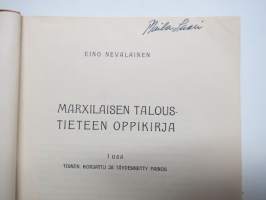 EINO NEVALAINEN
MARXILAISEN TALOUS-
TIETEEN OPPIKIRJA
I OSA
TOINEN, KORJATTU JA TÄYDENNETTY PAINOS